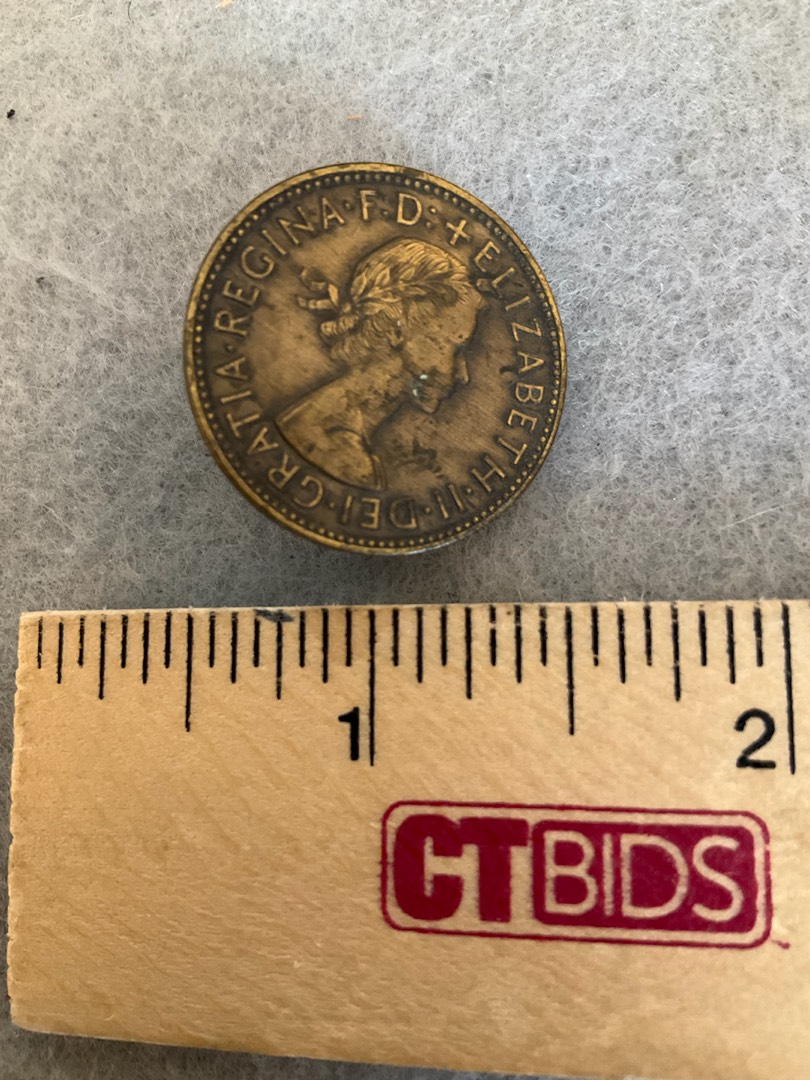 + ELIZABETH · II · DEI · GRATIA · REGINA · F: D:
1
2
CTBIDS